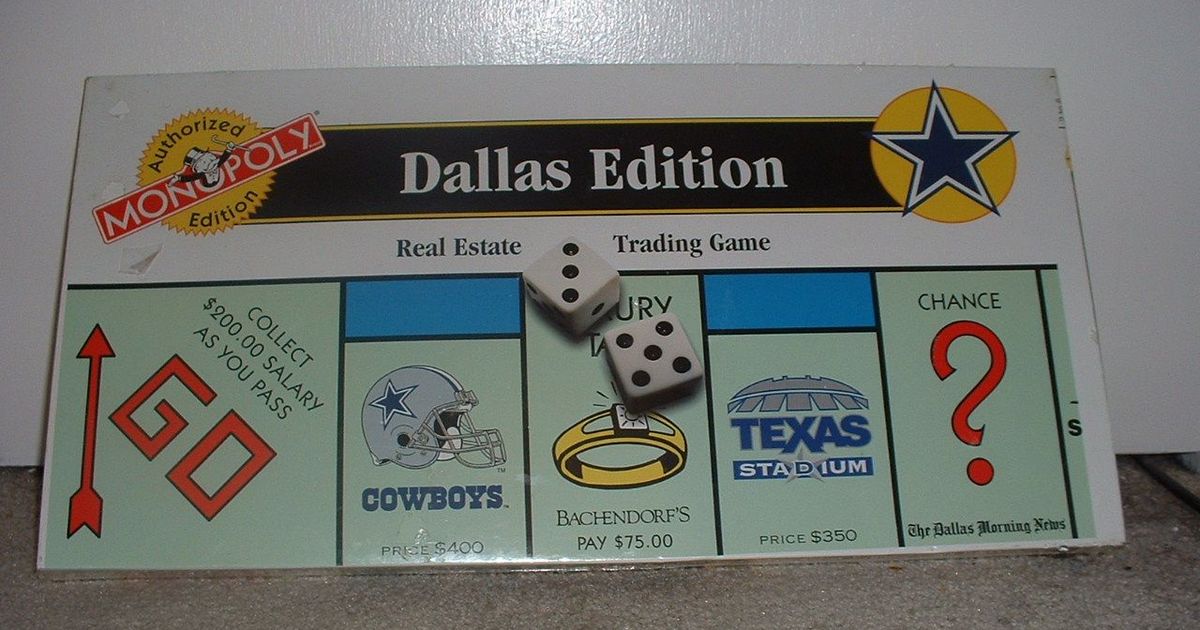 Authorized
MONOPOLY
Edition
Dallas Edition
Real Estate Trading Game
COLLECT
$200.00 SALARY
AS YOU PASS
GO
COWBOYS
PRICE $400
URY
BACHENDORF'S
PAY $75.00
TEXAS
STADIUM
PRICE $350
CHANCE
?
The Dallas Morning News
S